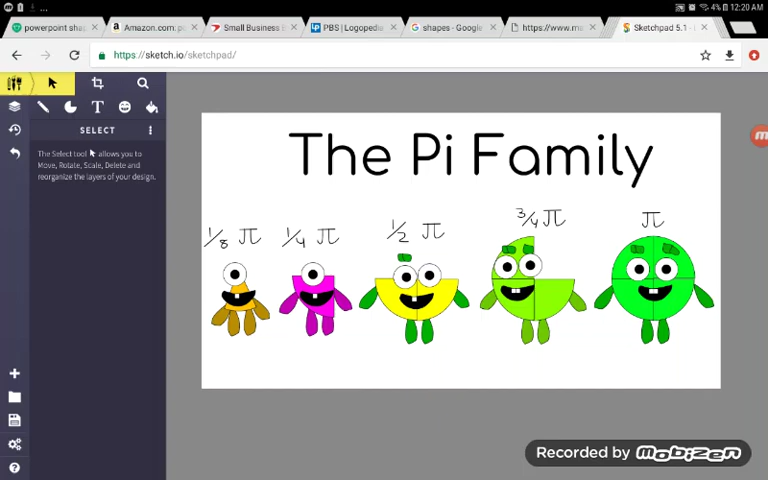 4% 12:20 AM
powerpoint sha
Amazon.com: p
Small Business
PBS | Logopedi
shapes - Google
https://www.m
Sketchpad 5.1 -
https://sketch.io/sketchpad/
SELECT
The Select tool allows you to
Move, Rotate, Scale, Delete and
reorganize the layers of your design.
The Pi Family
1/8 π
1/4 π
1/2 π
3/4 π
π
Recorded by
mobizen